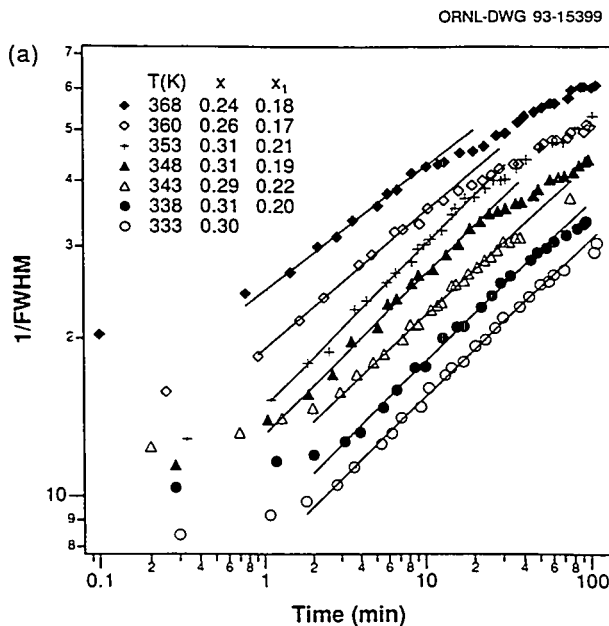 ORNL-DWG 93-15399
(a)
T(K) x x1
368 0.24 0.18
360 0.26 0.17
353 0.31 0.21
348 0.31 0.19
343 0.29 0.22
338 0.31 0.20
333 0.30
1/FWHM
7
6
5
4
3
2
10
9
8
0.1 2 4 6 8 1 2 4 6 8 10 2 4 6 8 100
Time (min)